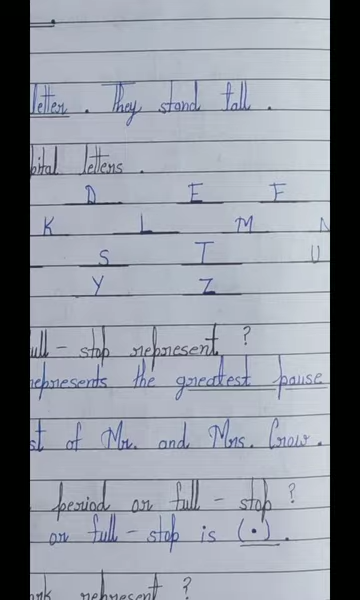 letter. They stand tall.
pital letters.
D E F
K L M N
S T U
Y Z
ull - stop represent ?
represents the greatest pause
st of Mr. and Mrs. Crow.
period or full - stop ?
or full - stop is (.).
ark represent ?